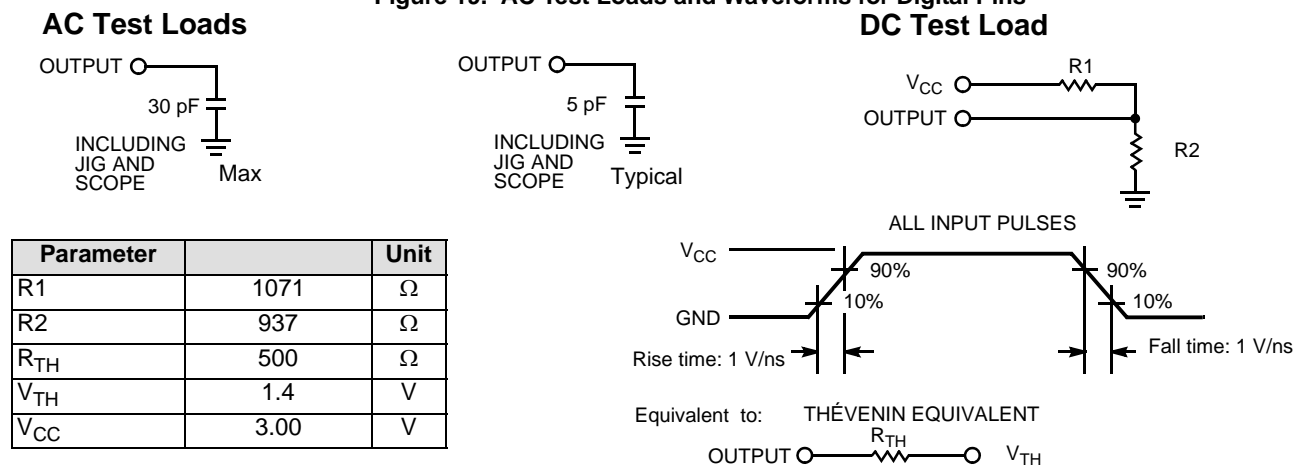 Figure 19. AC Test Loads and Waveforms for Digital Pins
AC Test Loads
DC Test Load
OUTPUT
30 pF
INCLUDING
JIG AND
SCOPE
Max
OUTPUT
5 pF
INCLUDING
JIG AND
SCOPE
Typical
VCC
R1
OUTPUT
R2
Parameter Unit
R1 1071 Ω
R2 937 Ω
RTH 500 Ω
VTH 1.4 V
VCC 3.00 V
ALL INPUT PULSES
VCC
90%
90%
10%
10%
GND
Rise time: 1 V/ns
Fall time: 1 V/ns
Equivalent to: THÉVENIN EQUIVALENT
RTH
OUTPUT VTH